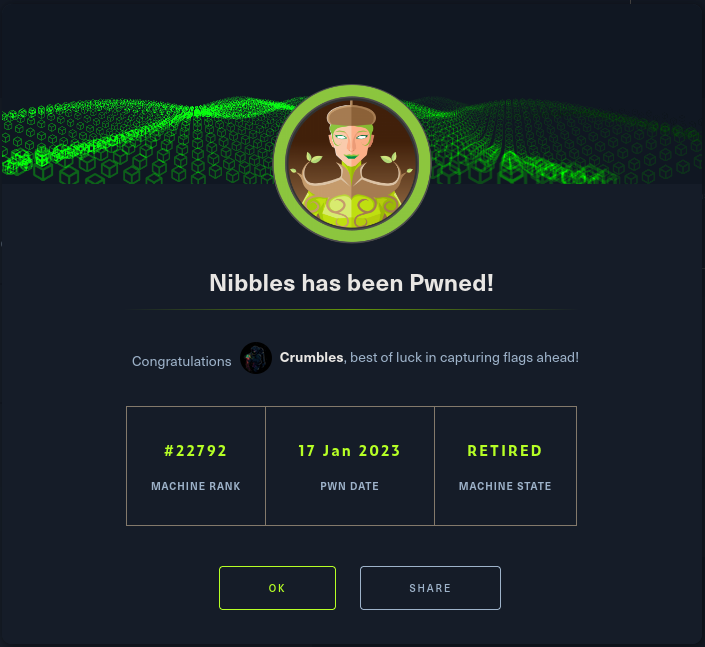 Nibbles has been Pwned!
Congratulations Crumbles, best of luck in capturing flags ahead!
#22792 17 Jan 2023 RETIRED
MACHINE RANK PWN DATE MACHINE STATE
OK SHARE